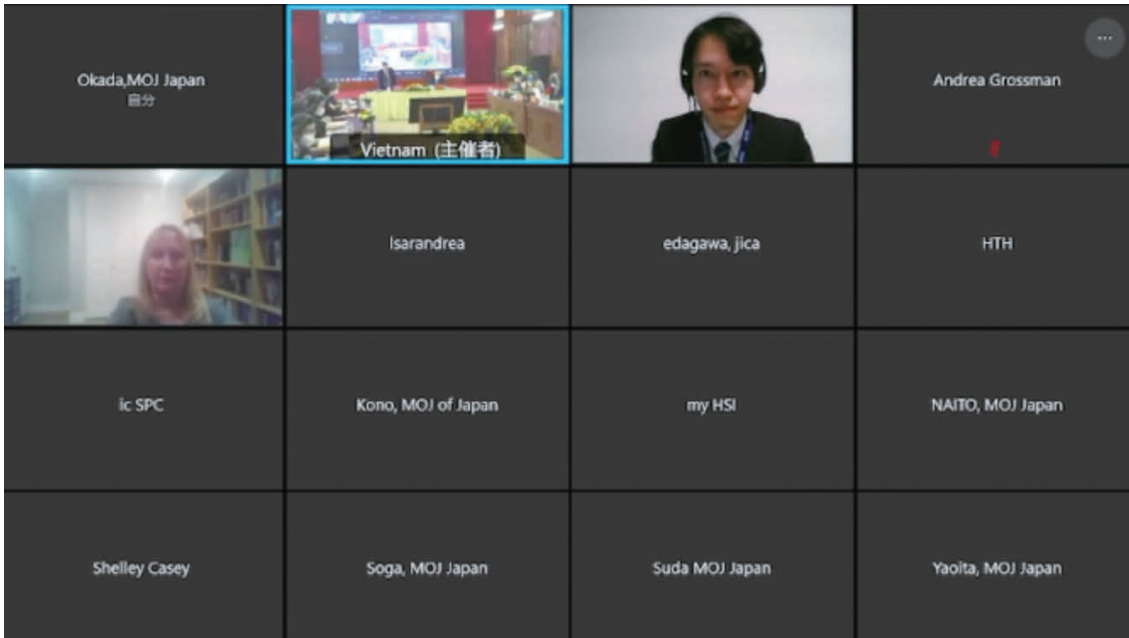 Okada,MOJ Japan
自分
Vietnam (主催者)
Andrea Grossman
lsarandrea
edagawa, jica
HTH
ic SPC
Kono, MOJ of Japan
my HSI
NAITO, MOJ Japan
Shelley Casey
Soga, MOJ Japan
Suda MOJ Japan
Yaoita, MOJ Japan